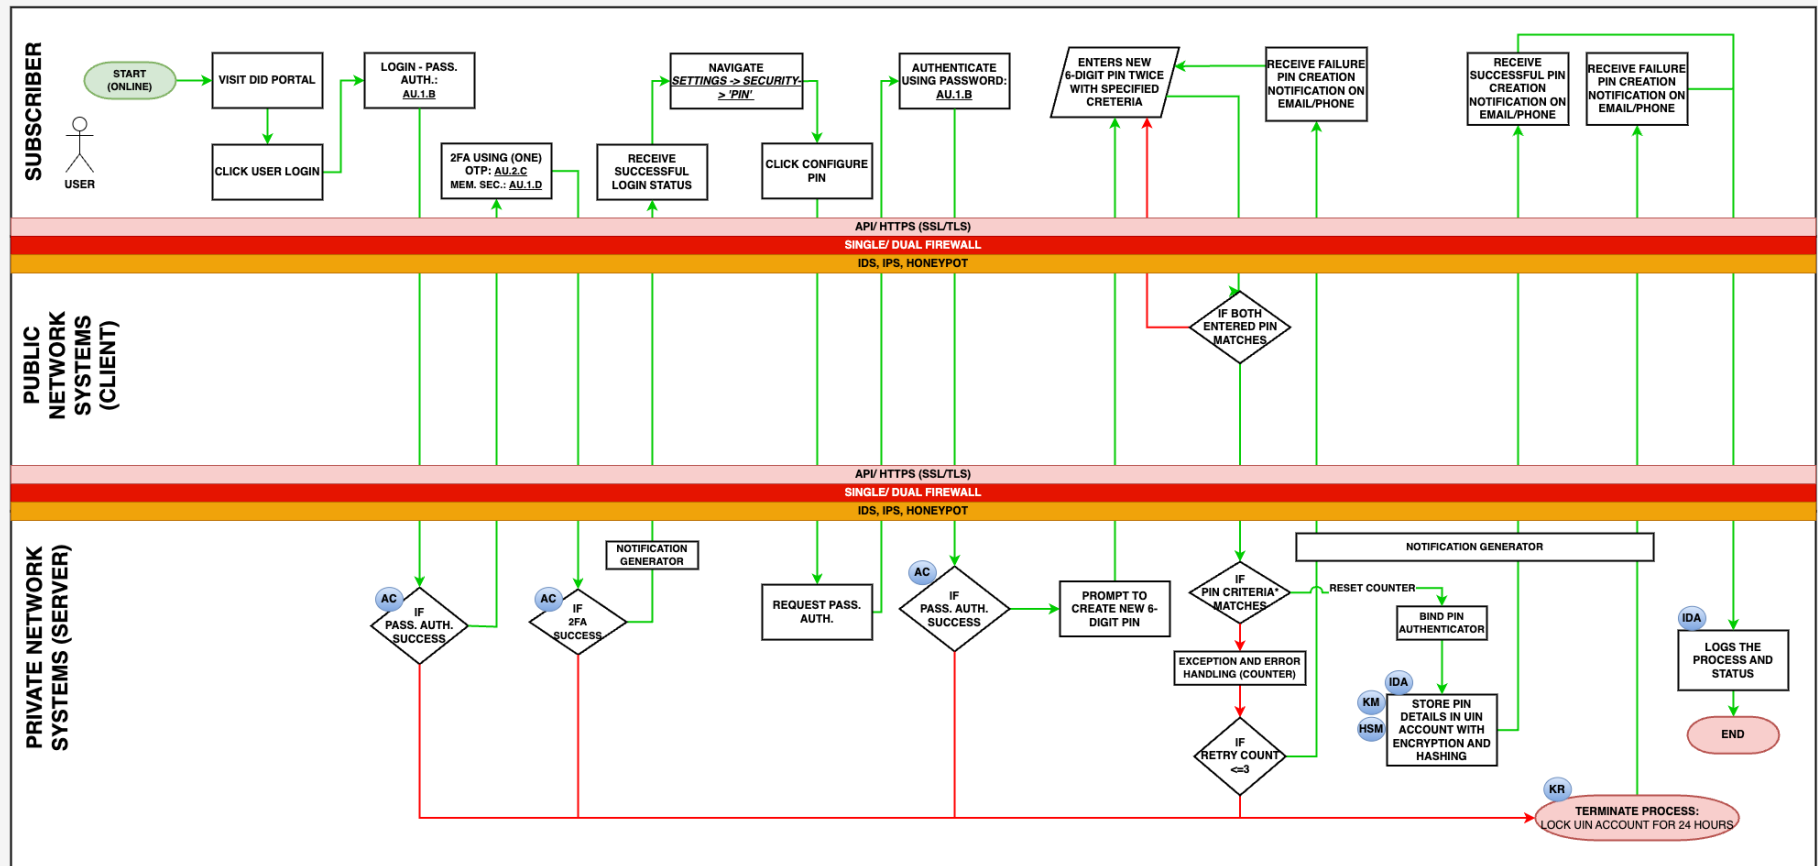 SUBSCRIBER
START
(ONLINE)
USER
VISIT DID PORTAL
CLICK USER LOGIN
LOGIN - PASS.
AUTH.:
AU.1.B
2FA USING (ONE)
OTP: AU.2.C
MEM. SEC.: AU.1.D
RECEIVE
SUCCESSFUL
LOGIN STATUS
NAVIGATE
SETTINGS -> SECURITY-
> 'PIN'
CLICK CONFIGURE
PIN
AUTHENTICATE
USING PASSWORD:
AU.1.B
ENTERS NEW
6-DIGIT PIN TWICE
WITH SPECIFIED
CRETERIA
RECEIVE FAILURE
PIN CREATION
NOTIFICATION ON
EMAIL/PHONE
RECEIVE
SUCCESSFUL PIN
CREATION
NOTIFICATION ON
EMAIL/PHONE
RECEIVE FAILURE
PIN CREATION
NOTIFICATION ON
EMAIL/PHONE
API/ HTTPS (SSL/TLS)
SINGLE/ DUAL FIREWALL
IDS, IPS, HONEYPOT
PUBLIC
NETWORK
SYSTEMS
(CLIENT)
IF BOTH
ENTERED PIN
MATCHES
API/ HTTPS (SSL/TLS)
SINGLE/ DUAL FIREWALL
IDS, IPS, HONEYPOT
PRIVATE NETWORK
SYSTEMS (SERVER)
AC
IF
PASS. AUTH.
SUCCESS
AC
IF
2FA
SUCCESS
NOTIFICATION
GENERATOR
REQUEST PASS.
AUTH.
AC
IF
PASS. AUTH.
SUCCESS
PROMPT TO
CREATE NEW 6-
DIGIT PIN
IF
PIN CRITERIA*
MATCHES
EXCEPTION AND ERROR
HANDLING (COUNTER)
IF
RETRY COUNT
<=3
NOTIFICATION GENERATOR
RESET COUNTER
BIND PIN
AUTHENTICATOR
IDA
KM
HSM
STORE PIN
DETAILS IN UIN
ACCOUNT WITH
ENCRYPTION AND
HASHING
IDA
LOGS THE
PROCESS AND
STATUS
END
KR
TERMINATE PROCESS:
LOCK UIN ACCOUNT FOR 24 HOURS